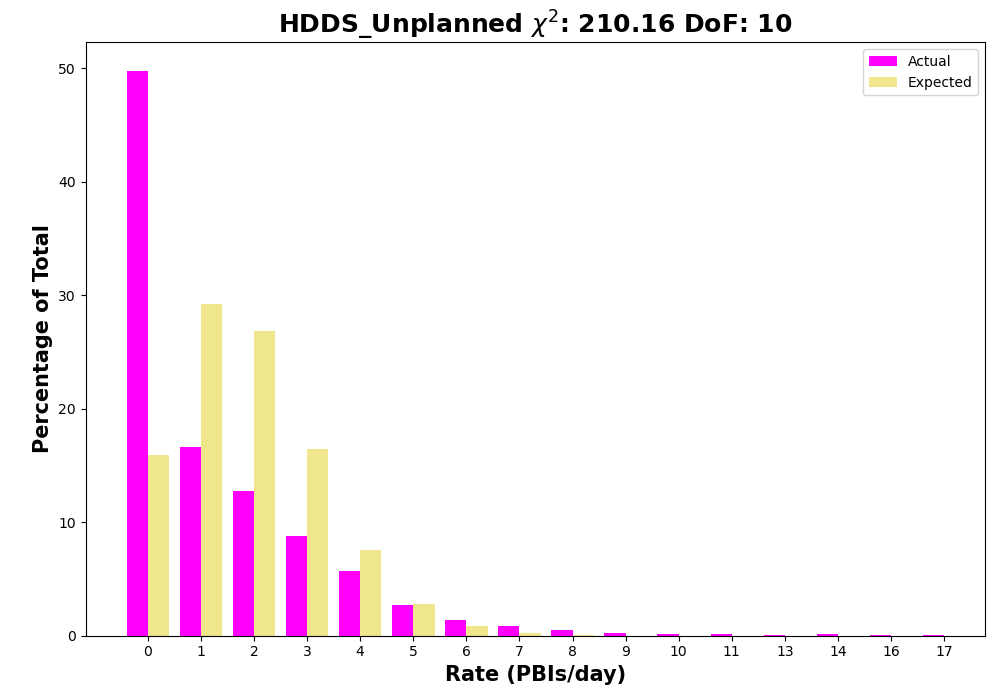 HDDS_Unplanned χ²: 210.16 DoF: 10
Actual
Expected
Percentage of Total
50
40
30
20
10
0
0 1 2 3 4 5 6 7 8 9 10 11 13 14 16 17
Rate (PBIs/day)